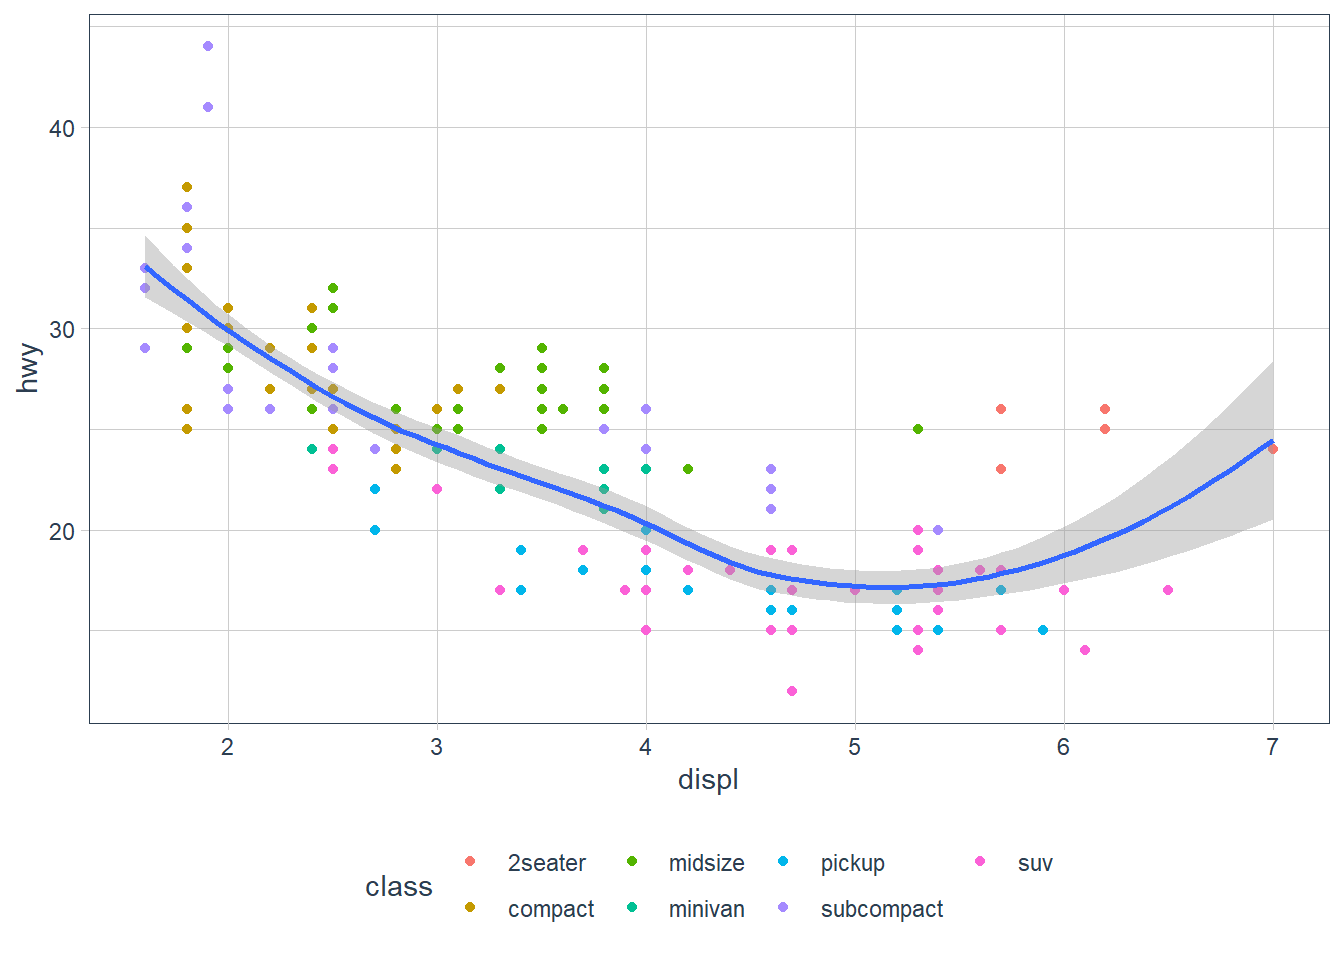 40
30
20
hwy
2 3 4 5 6 7
displ
class
2seater midsize pickup suv
compact minivan subcompact